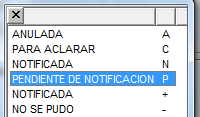 ANULADA A
PARA ACLARAR C
NOTIFICADA N
PENDIENTE DE NOTIFICACION P
NOTIFICADA +
NO SE PUDO -